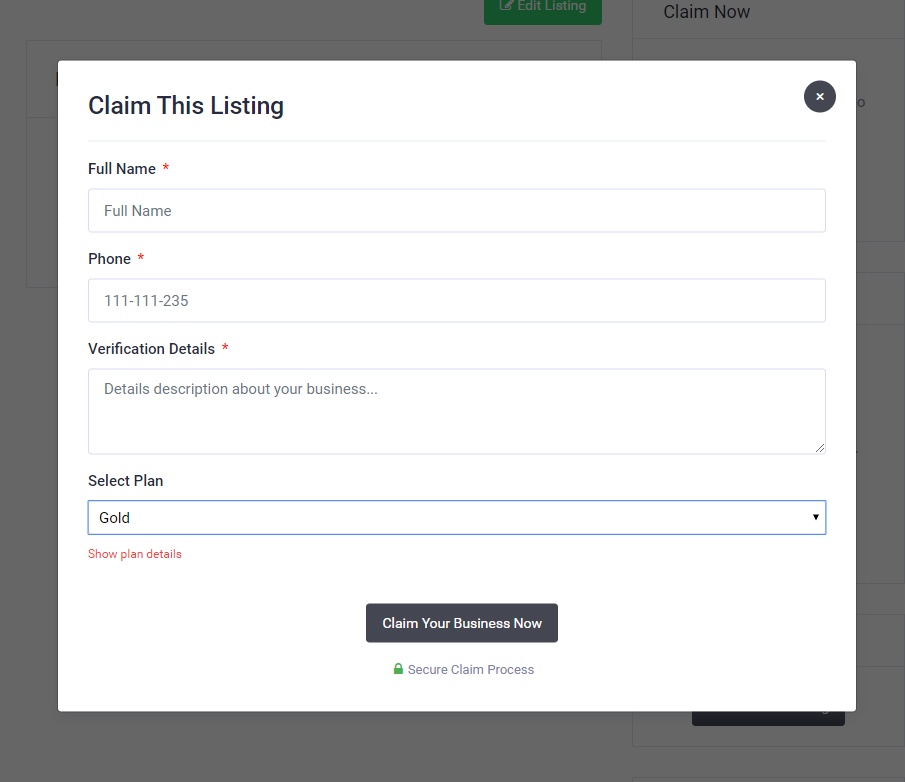 Edit Listing
Claim Now
Claim This Listing
×
Full Name *
Full Name
Phone *
111-111-235
Verification Details *
Details description about your business...
Select Plan
Gold
Show plan details
Claim Your Business Now
Secure Claim Process